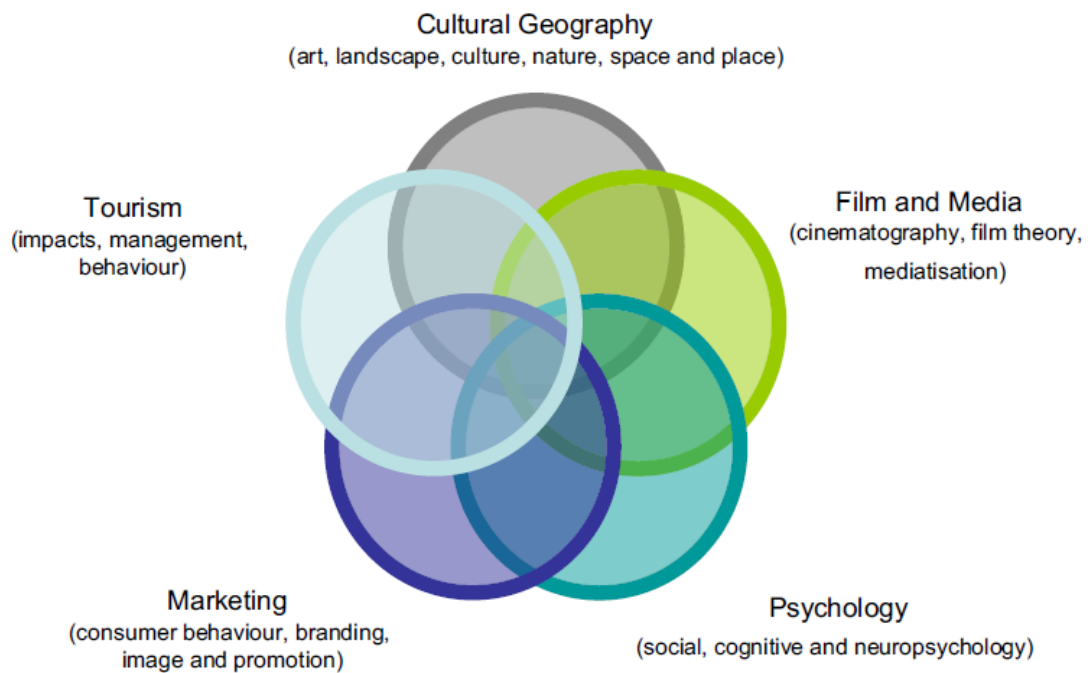 Cultural Geography
(art, landscape, culture, nature, space and place)
Tourism
(impacts, management,
behaviour)
Film and Media
(cinematography, film theory,
mediatisation)
Marketing
(consumer behaviour, branding,
image and promotion)
Psychology
(social, cognitive and neuropsychology)